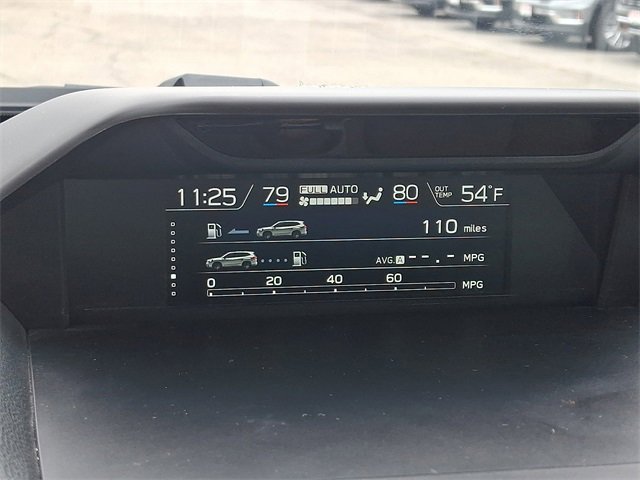 11:25 79 FULL AUTO 80 OUT TEMP 54°F
110 miles
AVG. A --.- MPG
0 20 40 60 MPG